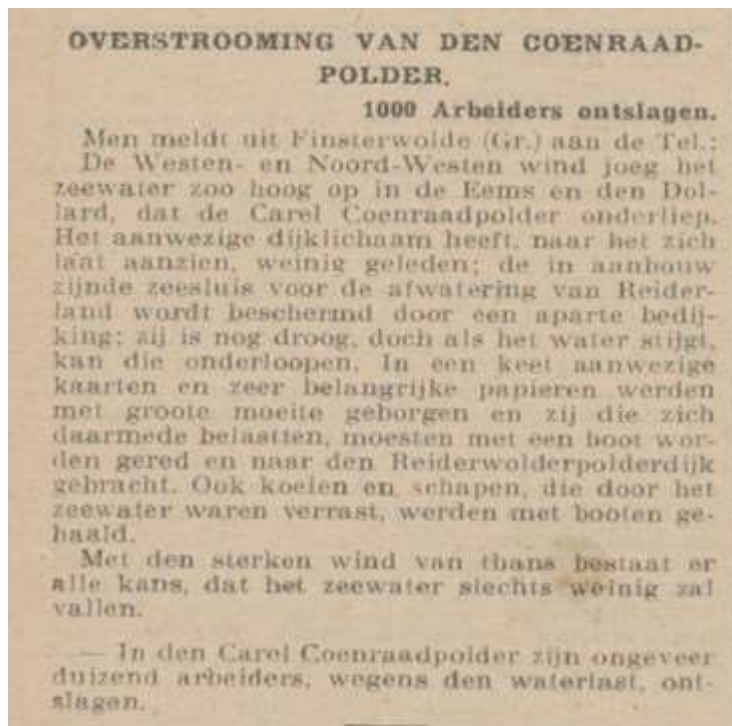 OVERSTROOMING VAN DEN COENRAAD-
POLDER.
1000 Arbeiders ontslagen.
Men meldt uit Finsterwolde (Gr.) aan de Tel.:
De Westen- en Noord-Westen wind joeg het
zeewater zoo hoog op in de Eems en den Dol-
lard, dat de Carel Coenraadpolder onderliep.
Het aanwezige dijklichaam heeft, naar het zich
laat aanzien, weinig geleden; de in aanbouw
zijnde zeesluis voor de afwatering van Reider-
land wordt beschermd door een aparte bedij-
king; zij is nog droog, doch als het water stijgt,
kan die onderloopen. In een keet aanwezige
kaarten en zeer belangrijke papieren werden
met groote moeite geborgen en zij die zich
daarmede belastten, moesten met een boot wor-
den gered en naar den Reiderwolderpolderdijk
gebracht. Ook koeien en schapen, die door het
zeewater waren verrast, werden met booten ge-
haald.
Met den sterken wind van thans bestaat er
alle kans, dat het zeewater slechts weinig zal
vallen.
— In den Carel Coenraadpolder zijn ongeveer
duizend arbeiders, wegens den waterlast, ont-
slagen.